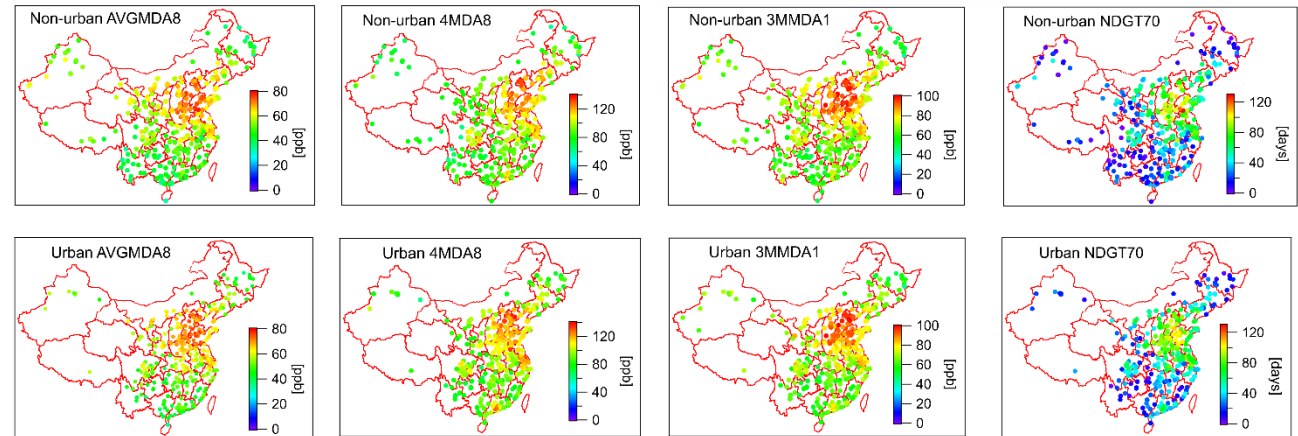 Non-urban AVGMDA8
80
60
40
20
0
[ppb]
Non-urban 4MDA8
120
80
40
0
[ppb]
Non-urban 3MMDA1
100
80
60
40
20
0
[ppb]
Non-urban NDGT70
120
80
40
0
[days]
Urban AVGMDA8
80
60
40
20
0
[ppb]
Urban 4MDA8
120
80
40
0
[ppb]
Urban 3MMDA1
100
80
60
40
20
0
[ppb]
Urban NDGT70
120
80
40
0
[days]